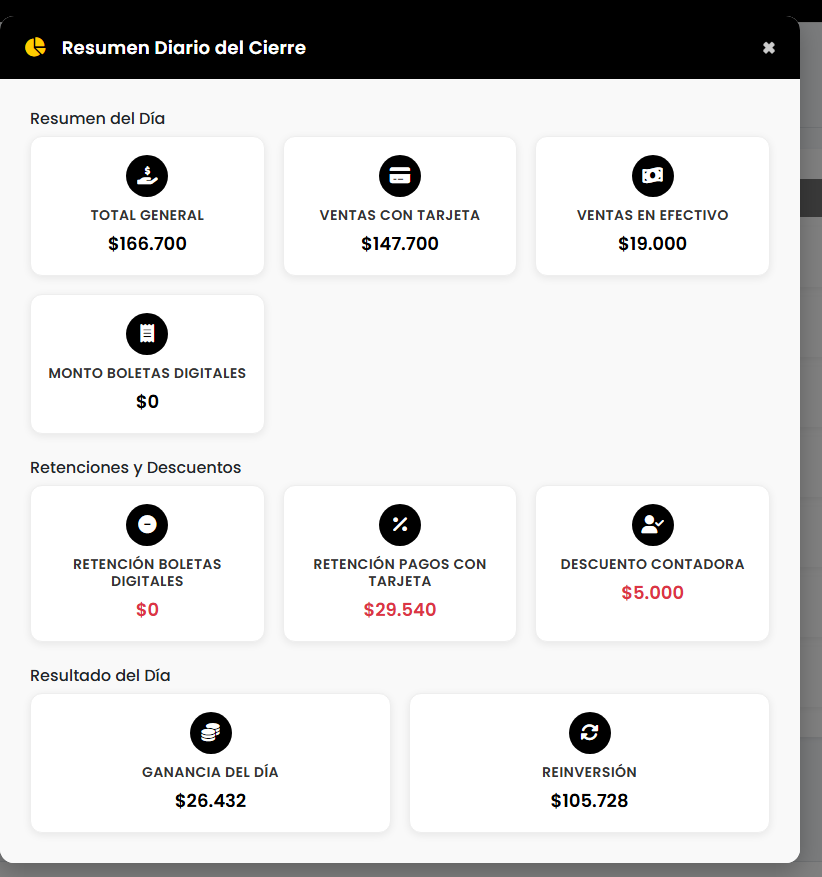 Resumen Diario del Cierre
Resumen del Día
TOTAL GENERAL
$166.700
VENTAS CON TARJETA
$147.700
VENTAS EN EFECTIVO
$19.000
MONTO BOLETAS DIGITALES
$0
Retenciones y Descuentos
RETENCIÓN BOLETAS
DIGITALES
$0
RETENCIÓN PAGOS CON
TARJETA
$29.540
DESCUENTO CONTADORA
$5.000
Resultado del Día
GANANCIA DEL DÍA
$26.432
REINVERSIÓN
$105.728